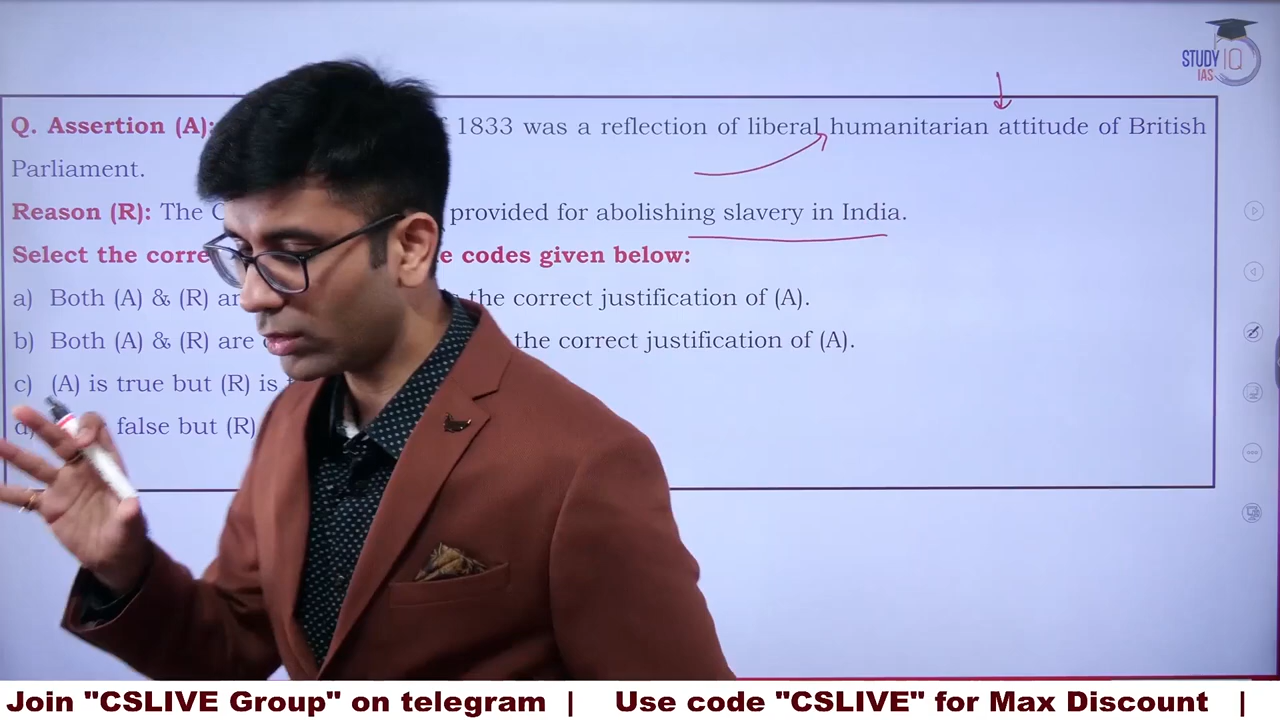 STUDY IQ
IAS
Q. Assertion (A): 1833 was a reflection of liberal humanitarian attitude of British
Parliament.
Reason (R): The provided for abolishing slavery in India.
Select the codes given below:
a) Both (A) & (R) the correct justification of (A).
b) Both (A) & (R) are the correct justification of (A).
c) (A) is true but (R) is
d) false but (R)
Join "CSLIVE Group" on telegram | Use code "CSLIVE" for Max Discount |